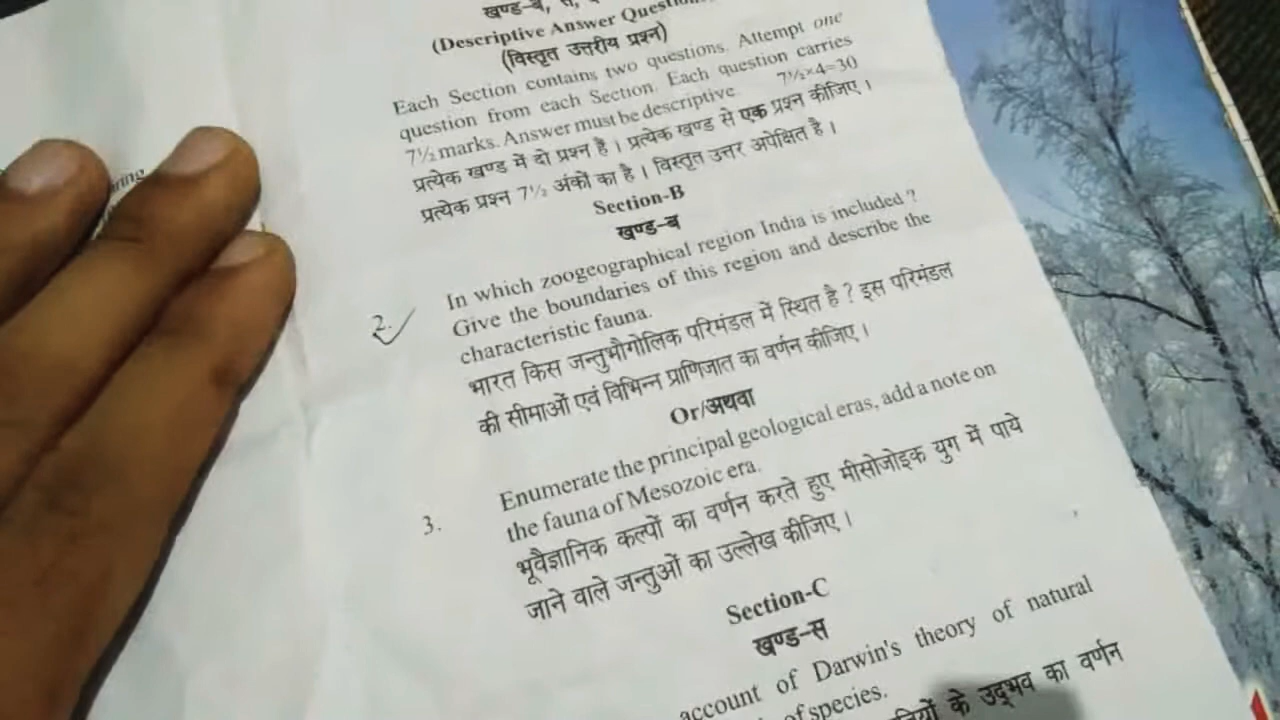 खण्ड-ब, स, द
(Descriptive Answer Questions
(विस्तृत उत्तरीय प्रश्न)
Each Section contains two questions. Attempt one
question from each Section. Each question carries
7½ marks. Answer must be descriptive. 7½×4=30
प्रत्येक खण्ड में दो प्रश्न है। प्रत्येक खण्ड से एक प्रश्न कीजिए।
प्रत्येक प्रश्न 7½ अंकों का है। विस्तृत उत्तर अपेक्षित है।
Section-B
खण्ड-ब
2. In which zoogeographical region India is included ?
Give the boundaries of this region and describe the
characteristic fauna.
भारत किस जन्तुभौगोलिक परिमंडल में स्थित है ? इस परिमंडल
की सीमाओं एवं विभिन्न प्राणिजात का वर्णन कीजिए।
Or/अथवा
3. Enumerate the principal geological eras, add a note on
the fauna of Mesozoic era.
भूवैज्ञानिक कल्पों का वर्णन करते हुए मीसोजोइक युग में पाये
जाने वाले जन्तुओं का उल्लेख कीजिए।
Section-C
खण्ड-स
account of Darwin's theory of natural
of species.
के उद्भव का वर्णन